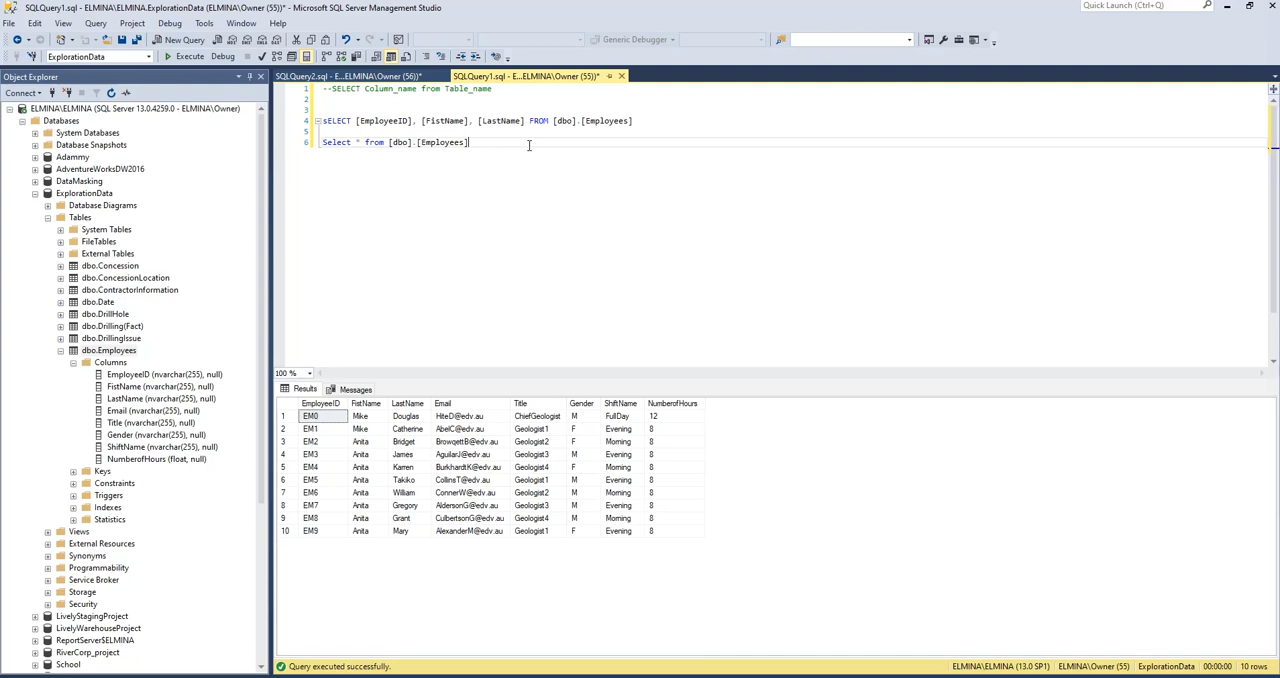 SQLQuery1.sql - ELMINA\ELMINA.ExplorationData (ELMINA\Owner (55))* - Microsoft SQL Server Management Studio
Quick Launch (Ctrl+Q)
File Edit View Query Project Debug Tools Window Help
New Query
Generic Debugger
ExplorationData
Execute Debug
Object Explorer
SQLQuery2.sql - E...ELMINA\Owner (56))*
SQLQuery1.sql - E...ELMINA\Owner (55))*
Connect
ELMINA\ELMINA (SQL Server 13.0.4259.0 - ELMINA\Owner)
Databases
System Databases
Database Snapshots
Adammy
AdventureWorksDW2016
DataMasking
ExplorationData
Database Diagrams
Tables
System Tables
FileTables
External Tables
dbo.Concession
dbo.ConcessionLocation
dbo.ContractorInformation
dbo.Date
dbo.DrillHole
dbo.Drilling(Fact)
dbo.DrillingIssue
dbo.Employees
Columns
EmployeeID (nvarchar(255), null)
FistName (nvarchar(255), null)
LastName (nvarchar(255), null)
Email (nvarchar(255), null)
Title (nvarchar(255), null)
Gender (nvarchar(255), null)
ShiftName (nvarchar(255), null)
NumberofHours (float, null)
Keys
Constraints
Triggers
Indexes
Statistics
Views
External Resources
Synonyms
Programmability
Service Broker
Storage
Security
LivelyStagingProject
LivelyWarehouseProject
ReportServer$ELMINA
RiverCorp_project
School
1 --SELECT Column_name from Table_name
2
3
4 sELECT [EmployeeID], [FistName], [LastName] FROM [dbo].[Employees]
5
6 Select * from [dbo].[Employees]
100 %
Results Messages
EmployeeID FistName LastName Email Title Gender ShiftName NumberofHours
1 EM0 Mike Douglas HiteD@edv.au ChiefGeologist M FullDay 12
2 EM1 Mike Catherine AbelC@edv.au Geologist1 F Evening 8
3 EM2 Anita Bridget BrowqettB@edv.au Geologist2 F Morning 8
4 EM3 Anita James AguilarJ@edv.au Geologist3 M Evening 8
5 EM4 Anita Karren BurkhardtK@edv.au Geologist4 F Morning 8
6 EM5 Anita Takiko CollinsT@edv.au Geologist1 M Evening 8
7 EM6 Anita William ConnerW@edv.au Geologist2 M Morning 8
8 EM7 Anita Gregory AldersonG@edv.au Geologist3 M Evening 8
9 EM8 Anita Grant CulbertsonG@edv.au Geologist4 M Morning 8
10 EM9 Anita Mary AlexanderM@edv.au Geologist1 F Evening 8
Query executed successfully.
ELMINA\ELMINA (13.0 SP1) ELMINA\Owner (55) ExplorationData 00:00:00 10 rows